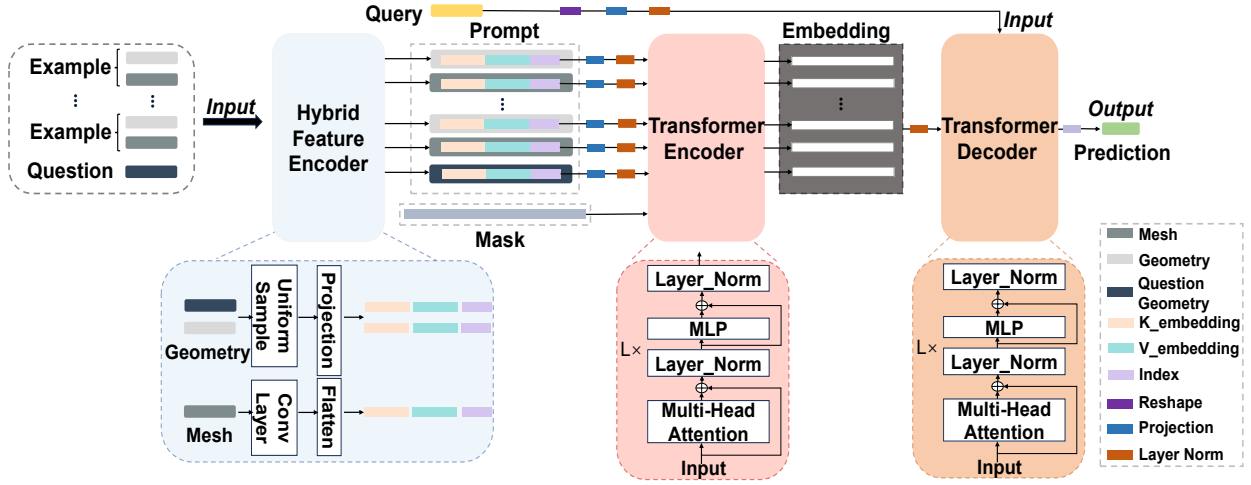 Query
Input
Prompt
Embedding
Example
...
Example
Question
Input
Hybrid
Feature
Encoder
...
Mask
Transformer
Encoder
...
Transformer
Decoder
Output
Prediction
Geometry
Uniform
Sample
Projection
Mesh
Conv
Layer
Flatten
Layer_Norm
MLP
L×
Layer_Norm
Multi-Head
Attention
Input
Layer_Norm
MLP
L×
Layer_Norm
Multi-Head
Attention
Input
Mesh
Geometry
Question
Geometry
K_embedding
V_embedding
Index
Reshape
Projection
Layer Norm